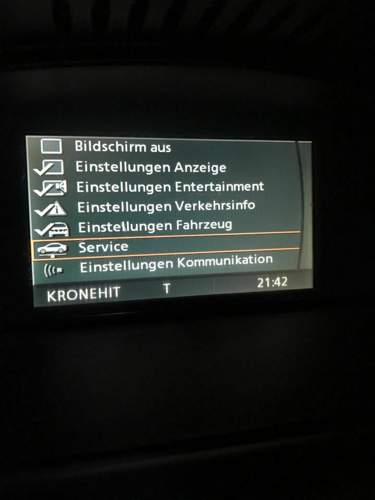 Bildschirm aus
Einstellungen Anzeige
Einstellungen Entertainment
Einstellungen Verkehrsinfo
Einstellungen Fahrzeug
Service
Einstellungen Kommunikation
KRONEHIT T 21:42